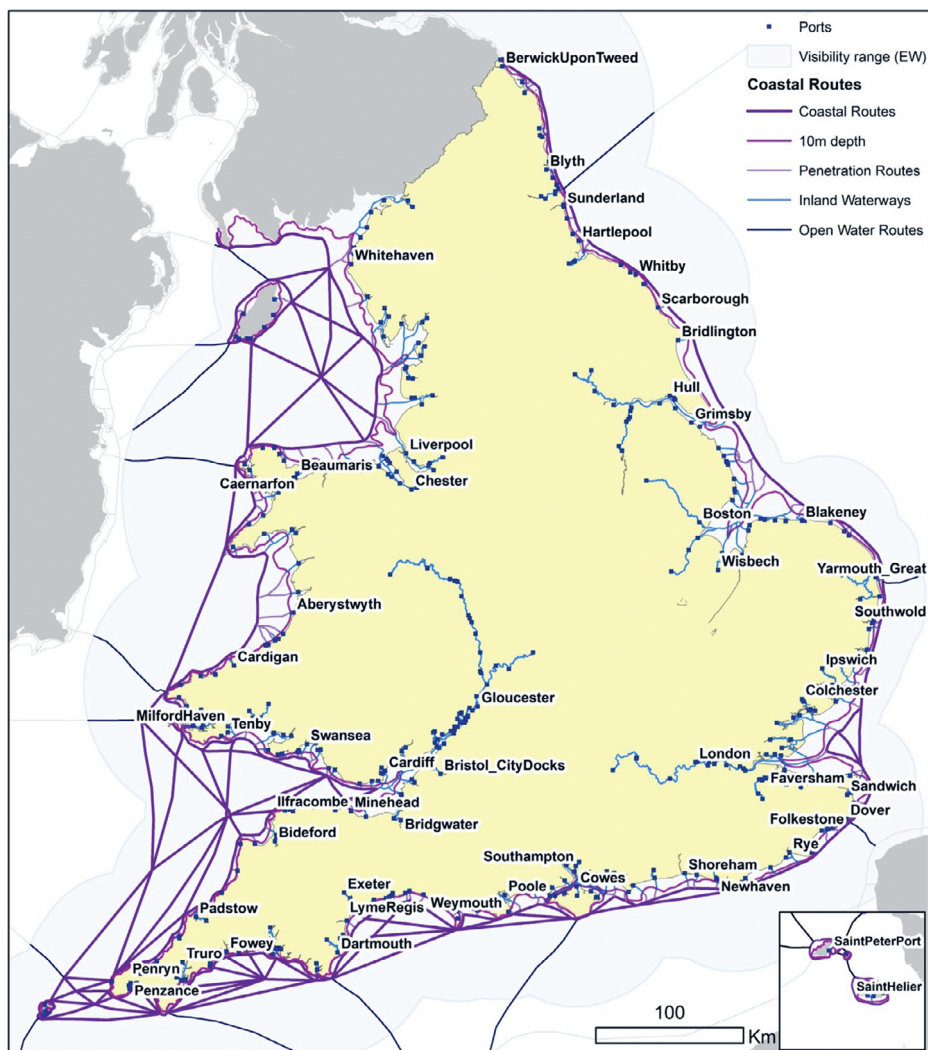 Ports
Visibility range (EW)
Coastal Routes
Coastal Routes
10m depth
Penetration Routes
Inland Waterways
Open Water Routes
BerwickUponTweed
Blyth
Sunderland
Hartlepool
Whitehaven
Whitby
Scarborough
Bridlington
Hull
Grimsby
Liverpool
Beaumaris
Chester
Caernarfon
Boston
Blakeney
Wisbech
Yarmouth_Great
Aberystwyth
Southwold
Cardigan
Ipswich
Colchester
Gloucester
MilfordHaven
Tenby
Swansea
Cardiff
Bristol_CityDocks
London
Faversham
Sandwich
Ilfracombe
Minehead
Dover
Bridgwater
Folkestone
Bideford
Rye
Southampton
Shoreham
Cowes
Newhaven
Exeter
Poole
LymeRegis
Weymouth
Padstow
Dartmouth
Fowey
Truro
Penryn
Penzance
SaintPeterPort
SaintHelier
100
Km